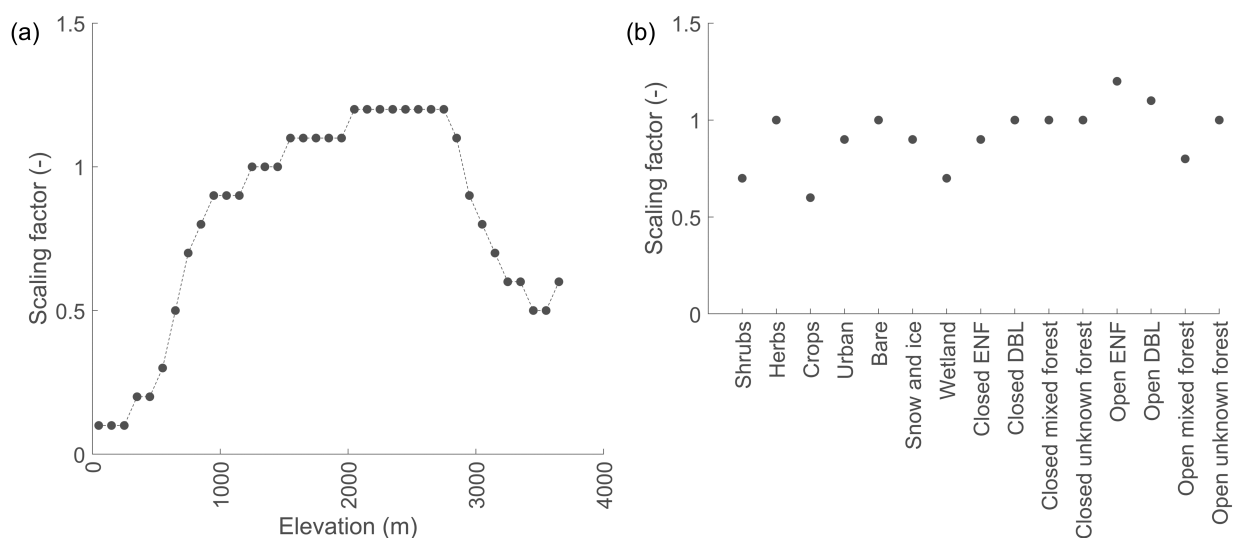 (a)
1.5
1
0.5
0
Scaling factor (-)
0
1000
2000
3000
4000
Elevation (m)
(b)
1.5
1
0.5
0
Scaling factor (-)
Shrubs
Herbs
Crops
Urban
Bare
Snow and ice
Wetland
Closed ENF
Closed DBL
Closed mixed forest
Closed unknown forest
Open ENF
Open DBL
Open mixed forest
Open unknown forest